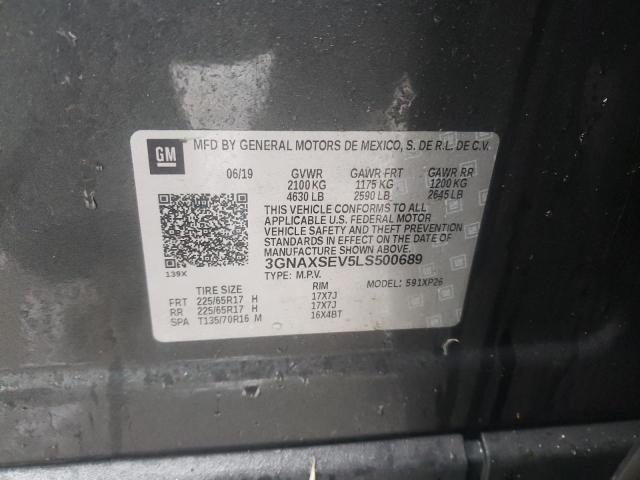 GM
MFD BY GENERAL MOTORS DE MEXICO, S. DE R.L. DE C.V.
06/19 GVWR GAWR FRT GAWR RR
2100 KG 1175 KG 1200 KG
4630 LB 2590 LB 2645 LB
THIS VEHICLE CONFORMS TO ALL
APPLICABLE U.S. FEDERAL MOTOR
VEHICLE SAFETY AND THEFT PREVENTION
STANDARDS IN EFFECT ON THE DATE OF
MANUFACTURE SHOWN ABOVE.
3GNAXSEV5LS500689
139X
TYPE: M.P.V. MODEL: 591XP26
TIRE SIZE RIM
FRT 225/65R17 H 17X7J
RR 225/65R17 H 17X7J
SPA T135/70R16 M 16X4BT